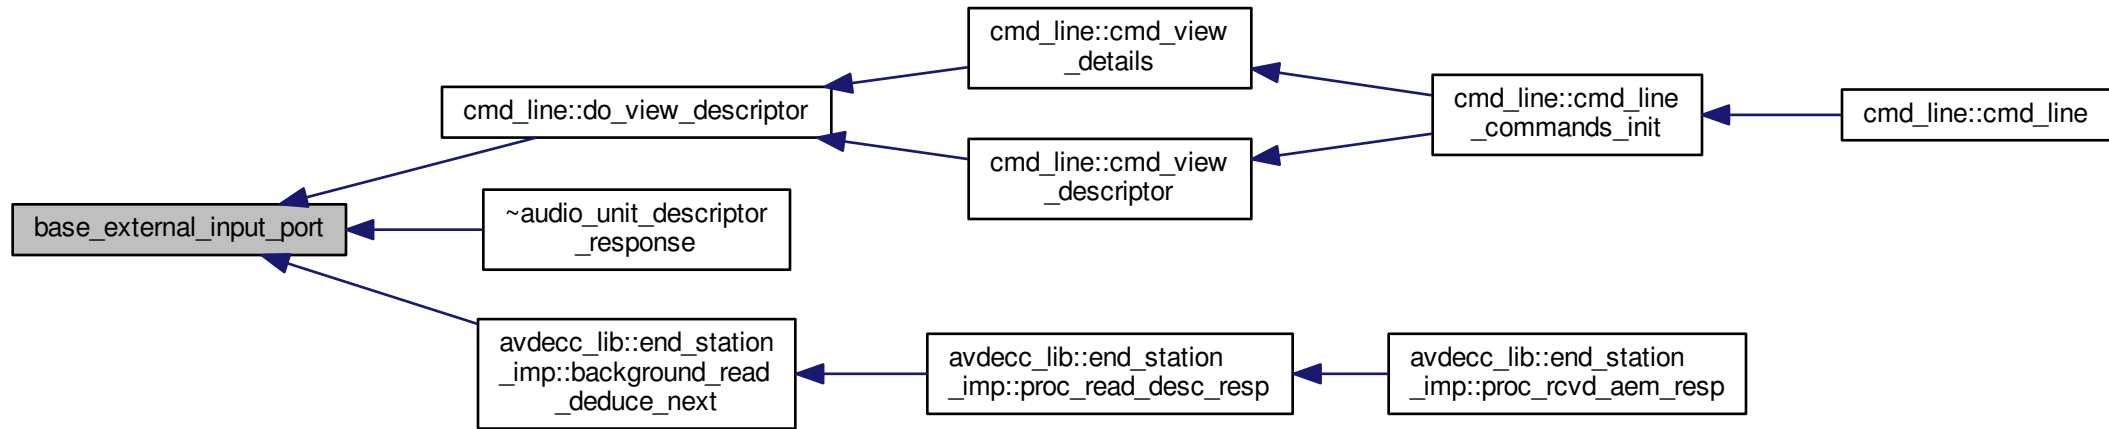 base_external_input_port
cmd_line::do_view_descriptor
cmd_line::cmd_view
_details
cmd_line::cmd_view
_descriptor
cmd_line::cmd_line
_commands_init
cmd_line::cmd_line
~audio_unit_descriptor
_response
avdecc_lib::end_station
_imp::background_read
_deduce_next
avdecc_lib::end_station
_imp::proc_read_desc_resp
avdecc_lib::end_station
_imp::proc_rcvd_aem_resp